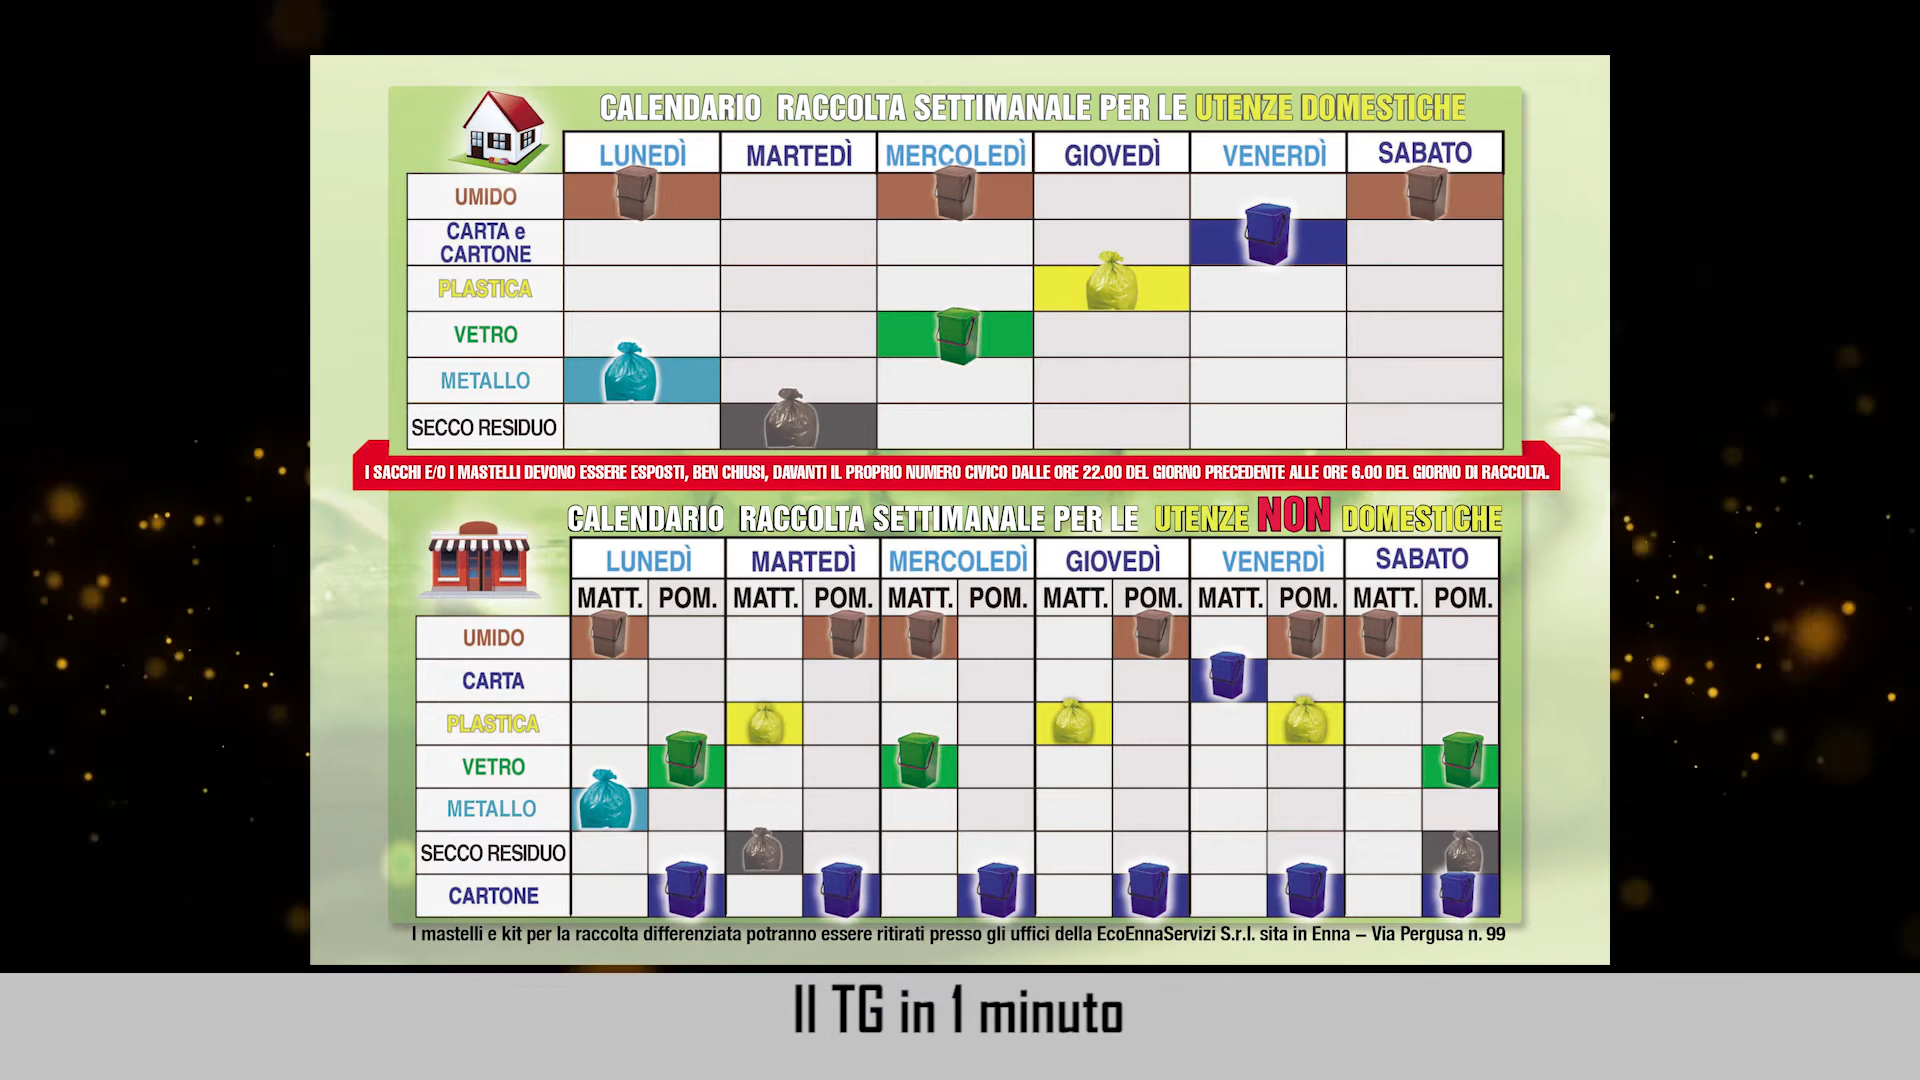 CALENDARIO RACCOLTA SETTIMANALE PER LE UTENZE DOMESTICHE
LUNEDÌ MARTEDÌ MERCOLEDÌ GIOVEDÌ VENERDÌ SABATO
UMIDO
CARTA e
CARTONE
PLASTICA
VETRO
METALLO
SECCO RESIDUO
I SACCHI E/O I MASTELLI DEVONO ESSERE ESPOSTI, BEN CHIUSI, DAVANTI IL PROPRIO NUMERO CIVICO DALLE ORE 22.00 DEL GIORNO PRECEDENTE ALLE ORE 6.00 DEL GIORNO DI RACCOLTA.
CALENDARIO RACCOLTA SETTIMANALE PER LE UTENZE NON DOMESTICHE
LUNEDÌ MARTEDÌ MERCOLEDÌ GIOVEDÌ VENERDÌ SABATO
MATT. POM. MATT. POM. MATT. POM. MATT. POM. MATT. POM. MATT. POM.
UMIDO
CARTA
PLASTICA
VETRO
METALLO
SECCO RESIDUO
CARTONE
I mastelli e kit per la raccolta differenziata potranno essere ritirati presso gli uffici della EcoEnnaServizi S.r.l. sita in Enna – Via Pergusa n. 99
Il TG in 1 minuto